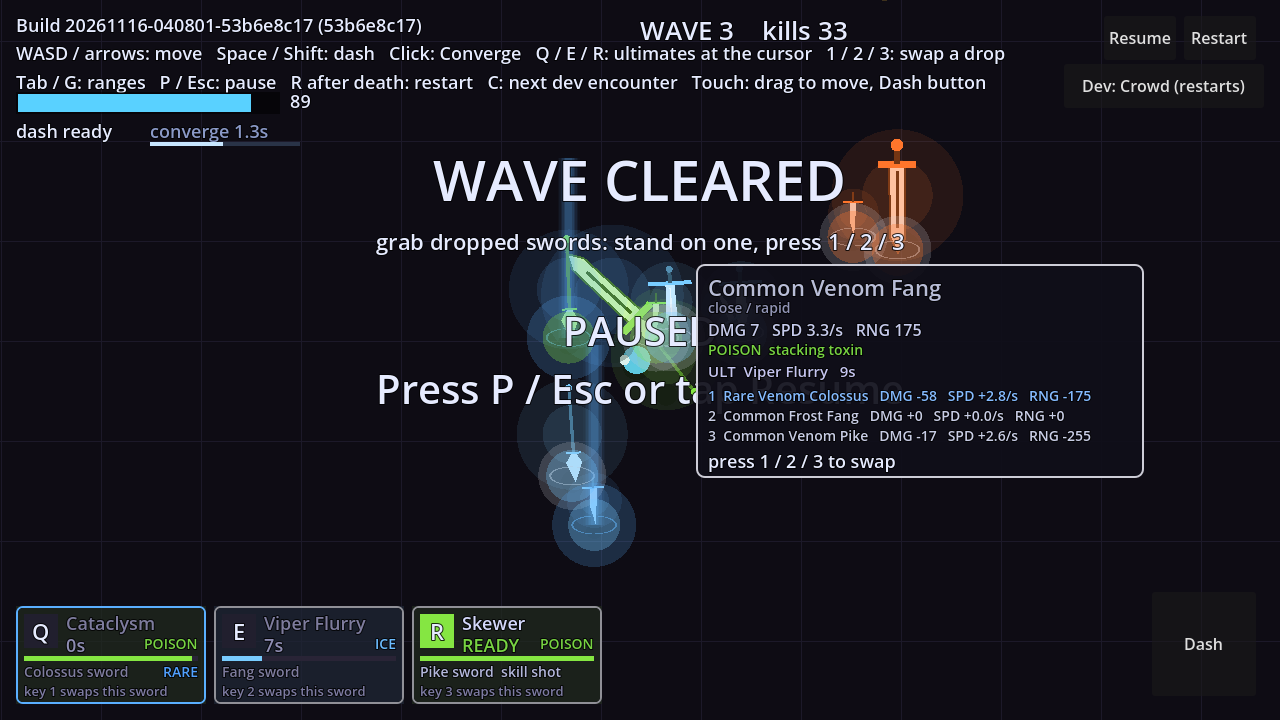 Build 20261116-040801-53b6e8c17 (53b6e8c17)
WAVE 3 kills 33
Resume Restart
WASD / arrows: move Space / Shift: dash Click: Converge Q / E / R: ultimates at the cursor 1 / 2 / 3: swap a drop
Tab / G: ranges P / Esc: pause R after death: restart C: next dev encounter Touch: drag to move, Dash button
Dev: Crowd (restarts)
89
dash ready converge 1.3s
WAVE CLEARED
grab dropped swords: stand on one, press 1 / 2 / 3
PAUSED
Press P / Esc or tap Resume
Common Venom Fang
close / rapid
DMG 7 SPD 3.3/s RNG 175
POISON stacking toxin
ULT Viper Flurry 9s
1 Rare Venom Colossus DMG -58 SPD +2.8/s RNG -175
2 Common Frost Fang DMG +0 SPD +0.0/s RNG +0
3 Common Venom Pike DMG -17 SPD +2.6/s RNG -255
press 1 / 2 / 3 to swap
Q Cataclysm
0s POISON
Colossus sword RARE
key 1 swaps this sword
E Viper Flurry
7s ICE
Fang sword
key 2 swaps this sword
R Skewer
READY POISON
Pike sword skill shot
key 3 swaps this sword
Dash